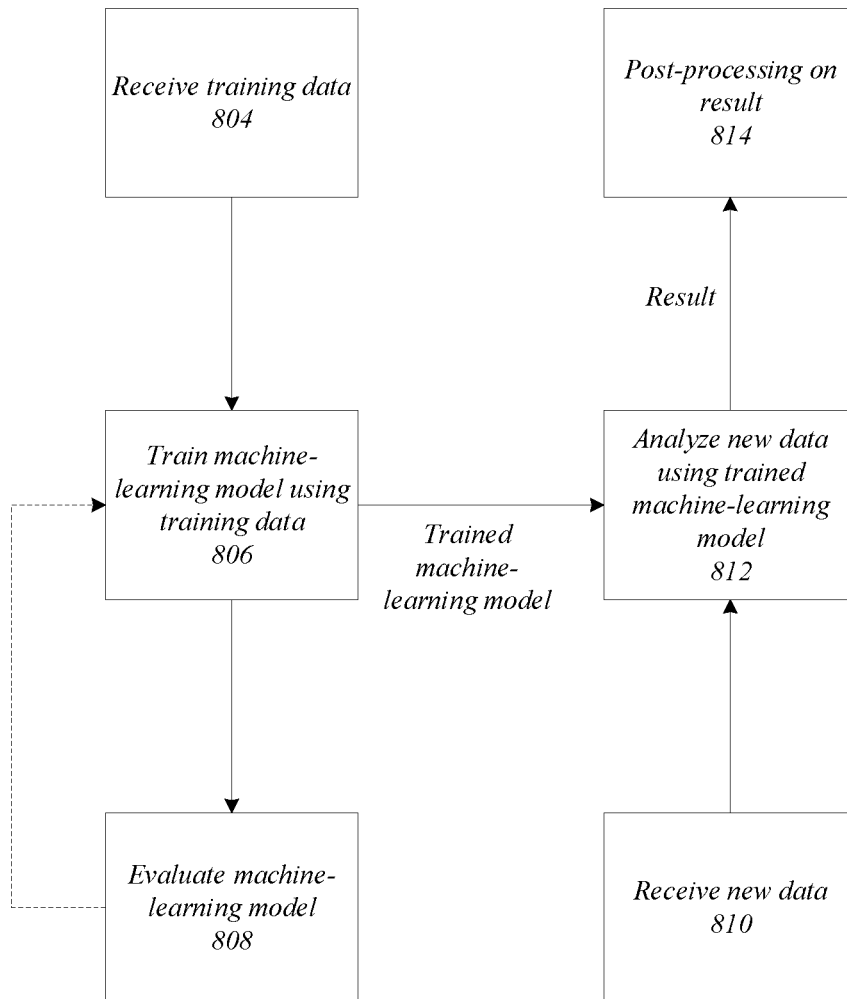 Receive training data
804
Post-processing on
result
814
Result
Train machine-
learning model using
training data
806
Trained
machine-
learning model
Analyze new data
using trained
machine-learning
model
812
Evaluate machine-
learning model
808
Receive new data
810